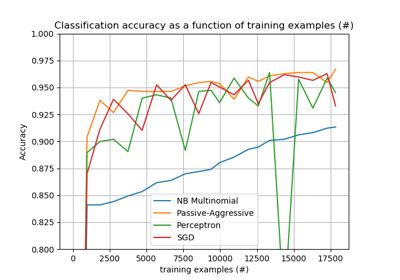 Classification accuracy as a function of training examples (#)
1.000
0.975
0.950
0.925
0.900
0.875
0.850
0.825
0.800
Accuracy
NB Multinomial
Passive-Aggressive
Perceptron
SGD
0 2500 5000 7500 10000 12500 15000 17500
training examples (#)